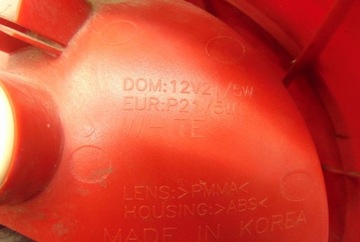 DOM:12V21/5W
EUR:P21/5W
LENS:>PMMA<
HOUSING:>ABS<
MADE IN KOREA